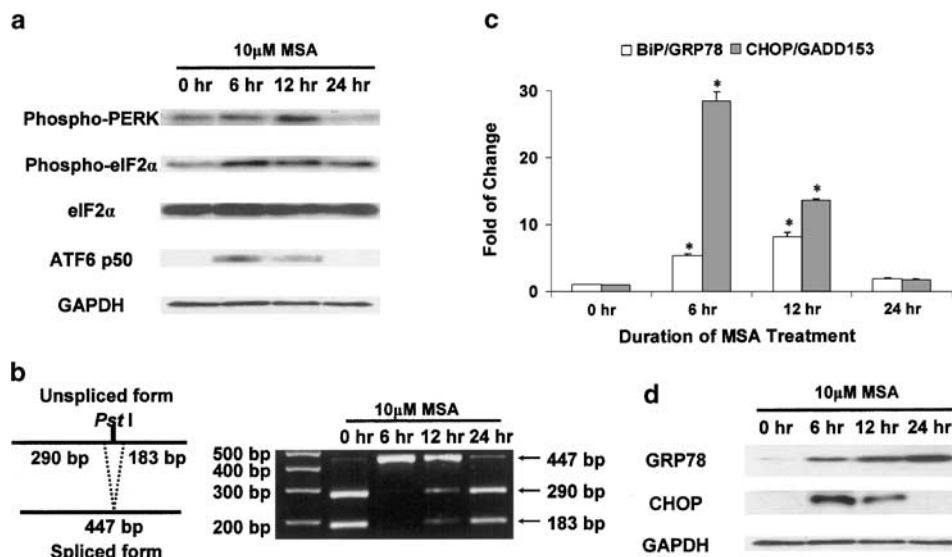 a
10μM MSA
0 hr 6 hr 12 hr 24 hr
Phospho-PERK
Phospho-eIF2α
eIF2α
ATF6 p50
GAPDH
b
Unspliced form
Pst I
290 bp 183 bp
447 bp
Spliced form
10μM MSA
0 hr 6 hr 12 hr 24 hr
500 bp
400 bp
300 bp
200 bp
447 bp
290 bp
183 bp
c
BiP/GRP78 CHOP/GADD153
Fold of Change
30
20
10
0
* * * *
0 hr 6 hr 12 hr 24 hr
Duration of MSA Treatment
d
10μM MSA
0 hr 6 hr 12 hr 24 hr
GRP78
CHOP
GAPDH